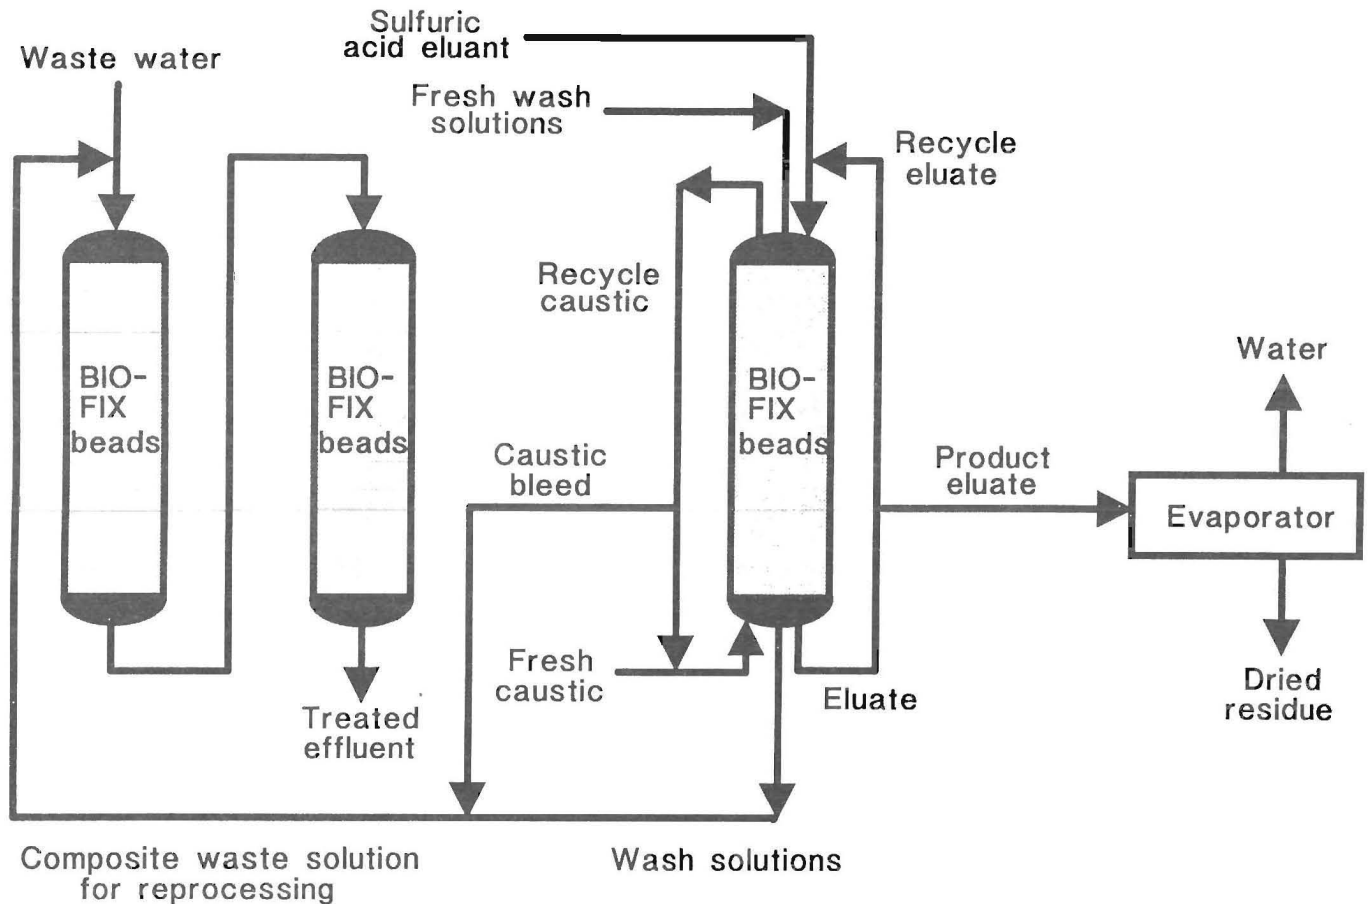 Sulfuric
acid eluant
Waste water
Fresh wash
solutions
Recycle
eluate
Recycle
caustic
BIO-
FIX
beads
BIO-
FIX
beads
BIO-
FIX
beads
Water
Caustic
bleed
Product
eluate
Evaporator
Fresh
caustic
Eluate
Dried
residue
Treated
effluent
Composite waste solution
for reprocessing
Wash solutions